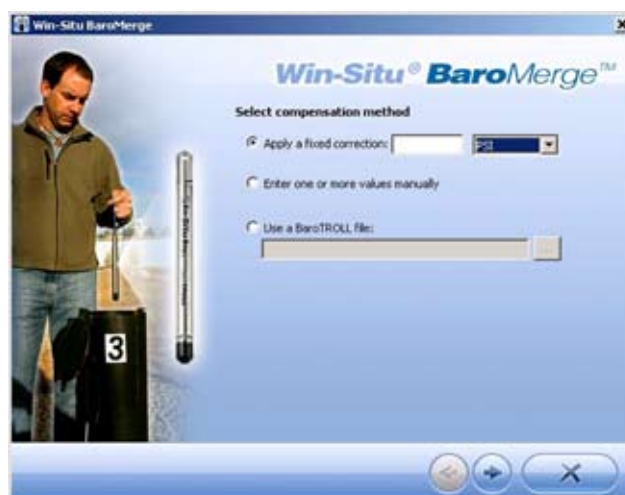 Win-Situ BaroMerge
Win-Situ® BaroMerge™
Select compensation method
Apply a fixed correction:
PSI
Enter one or more values manually
Use a BaroTROLL file:
...
3